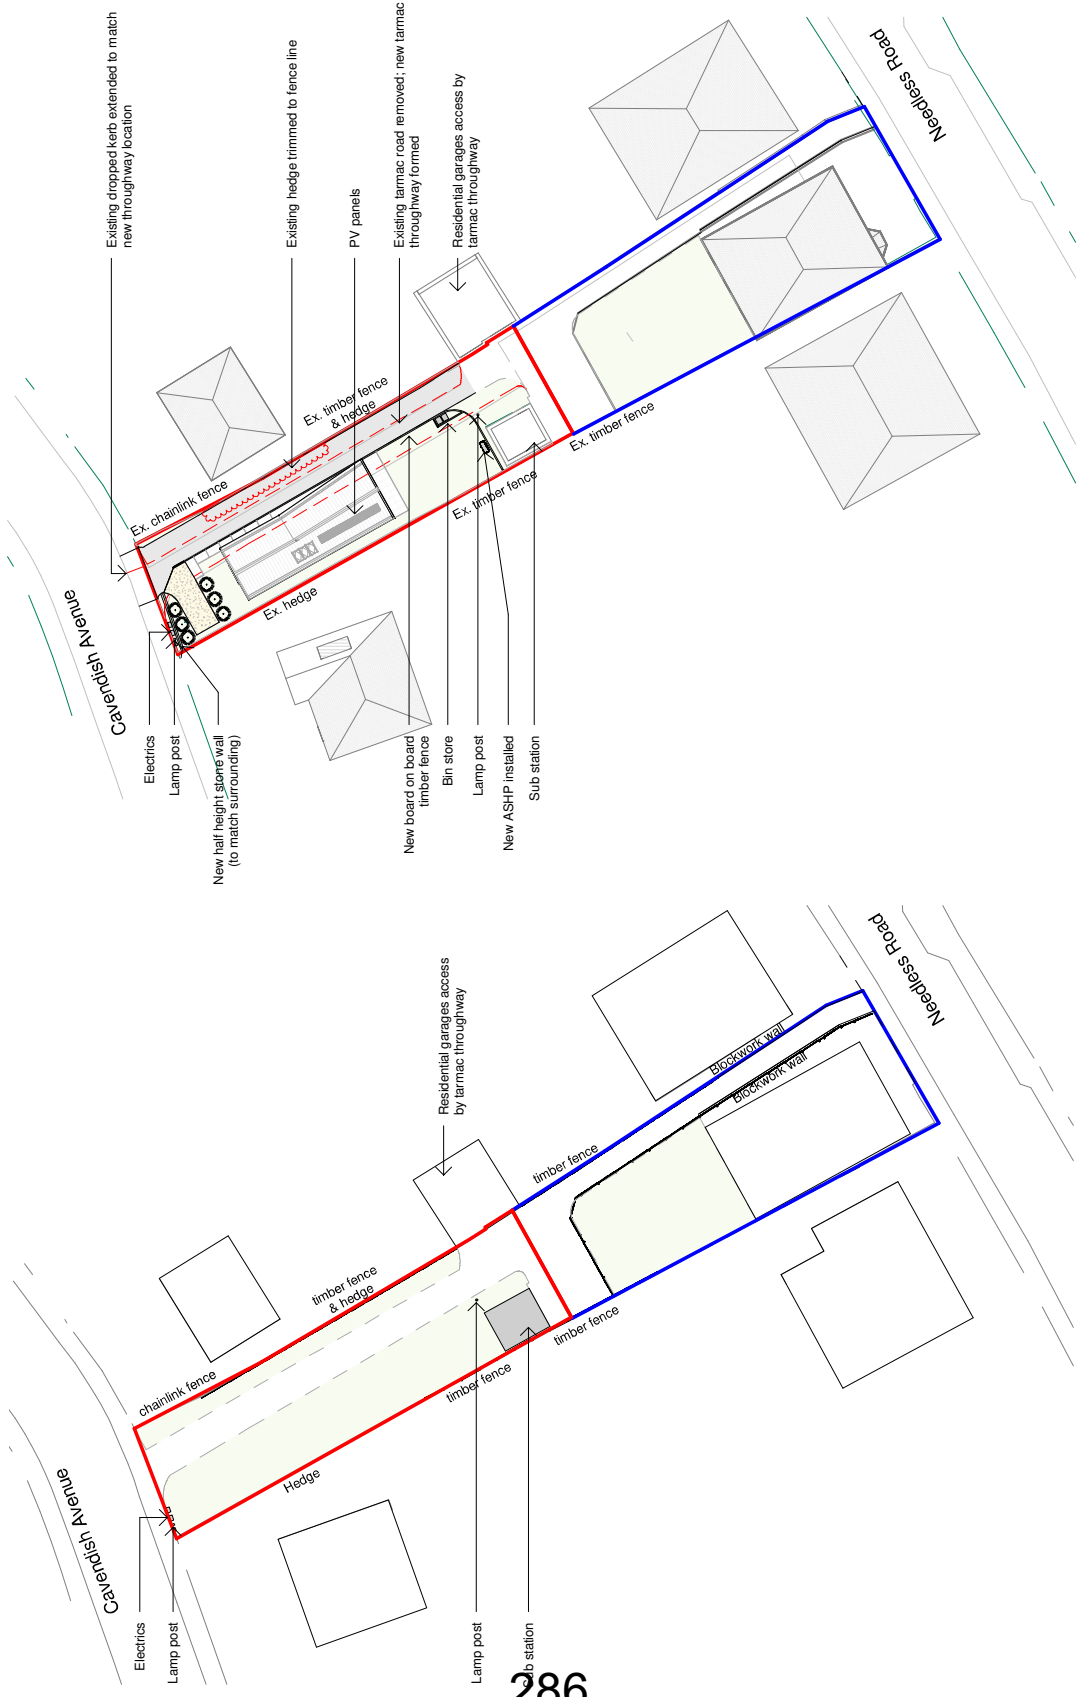 Existing dropped kerb extended to match
new throughway location
Existing hedge trimmed to fence line
PV panels
Existing tarmac road removed; new tarmac
throughway formed
Residential garages access by
tarmac throughway
Needless Road
Ex. timber fence
& hedge
Ex. chainlink fence
Cavendish Avenue
Ex. hedge
Ex. timber fence
Ex. timber fence
Electrics
Lamp post
New half height stone wall
(to match surrounding)
New board on board
timber fence
Bin store
Lamp post
New ASHP installed
Sub station
Residential garages access
by tarmac throughway
Needless Road
Blockwork wall
Blockwork wall
timber fence
timber fence
& hedge
chainlink fence
Cavendish Avenue
Hedge
timber fence
timber fence
Electrics
Lamp post
Lamp post
Sub station
286